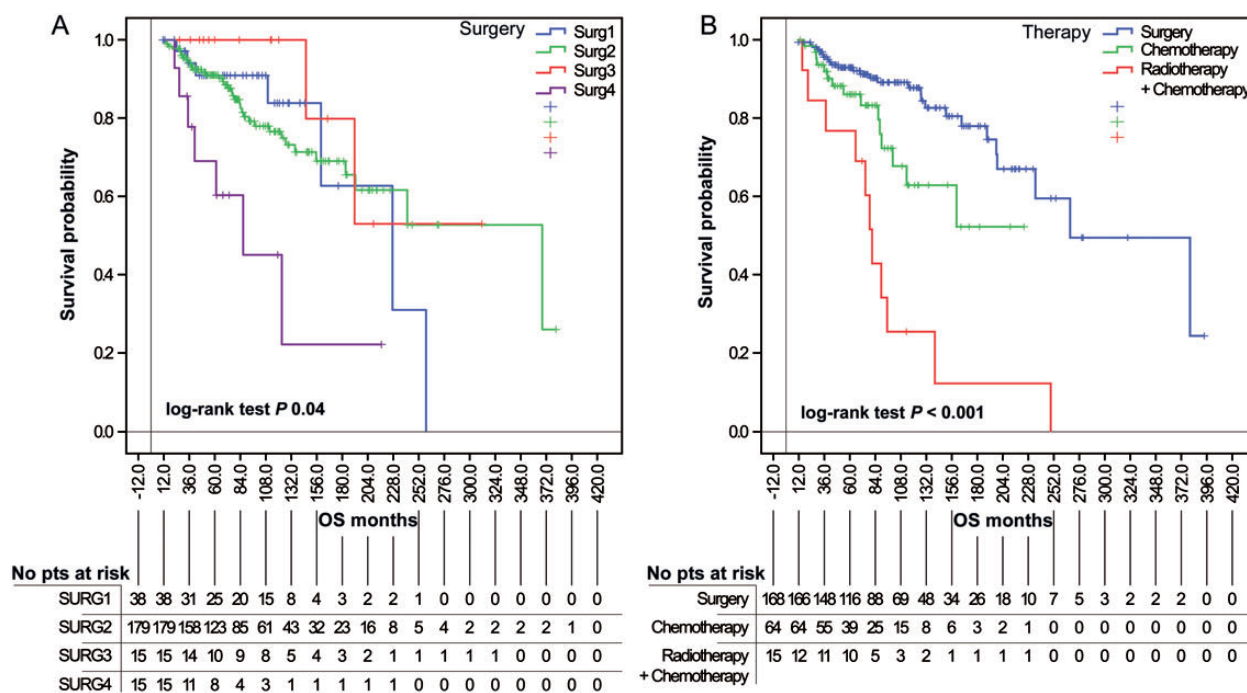 A
Surgery
Surg1
Surg2
Surg3
Surg4
Survival probability
1.0
0.8
0.6
0.4
0.2
0.0
log-rank test P 0.04
-12.0 12.0 36.0 60.0 84.0 108.0 132.0 156.0 180.0 204.0 228.0 252.0 276.0 300.0 324.0 348.0 372.0 396.0 420.0
OS months
No pts at risk
SURG1 38 38 31 25 20 15 8 4 3 2 2 1 0 0 0 0 0 0 0
SURG2 179 179 158 123 85 61 43 32 23 16 8 5 4 2 2 2 2 1 0
SURG3 15 15 14 10 9 8 5 4 3 2 1 1 1 1 0 0 0 0 0
SURG4 15 15 11 8 4 3 1 1 1 1 1 0 0 0 0 0 0 0 0
B
Therapy
Surgery
Chemotherapy
Radiotherapy
+ Chemotherapy
Survival probability
1.0
0.8
0.6
0.4
0.2
0.0
log-rank test P < 0.001
-12.0 12.0 36.0 60.0 84.0 108.0 132.0 156.0 180.0 204.0 228.0 252.0 276.0 300.0 324.0 348.0 372.0 396.0 420.0
OS months
No pts at risk
Surgery 168 166 148 116 88 69 48 34 26 18 10 7 5 3 2 2 2 0 0
Chemotherapy 64 64 55 39 25 15 8 6 3 2 1 0 0 0 0 0 0 0 0
Radiotherapy 15 12 11 10 5 3 2 1 1 1 1 0 0 0 0 0 0 0 0
+ Chemotherapy